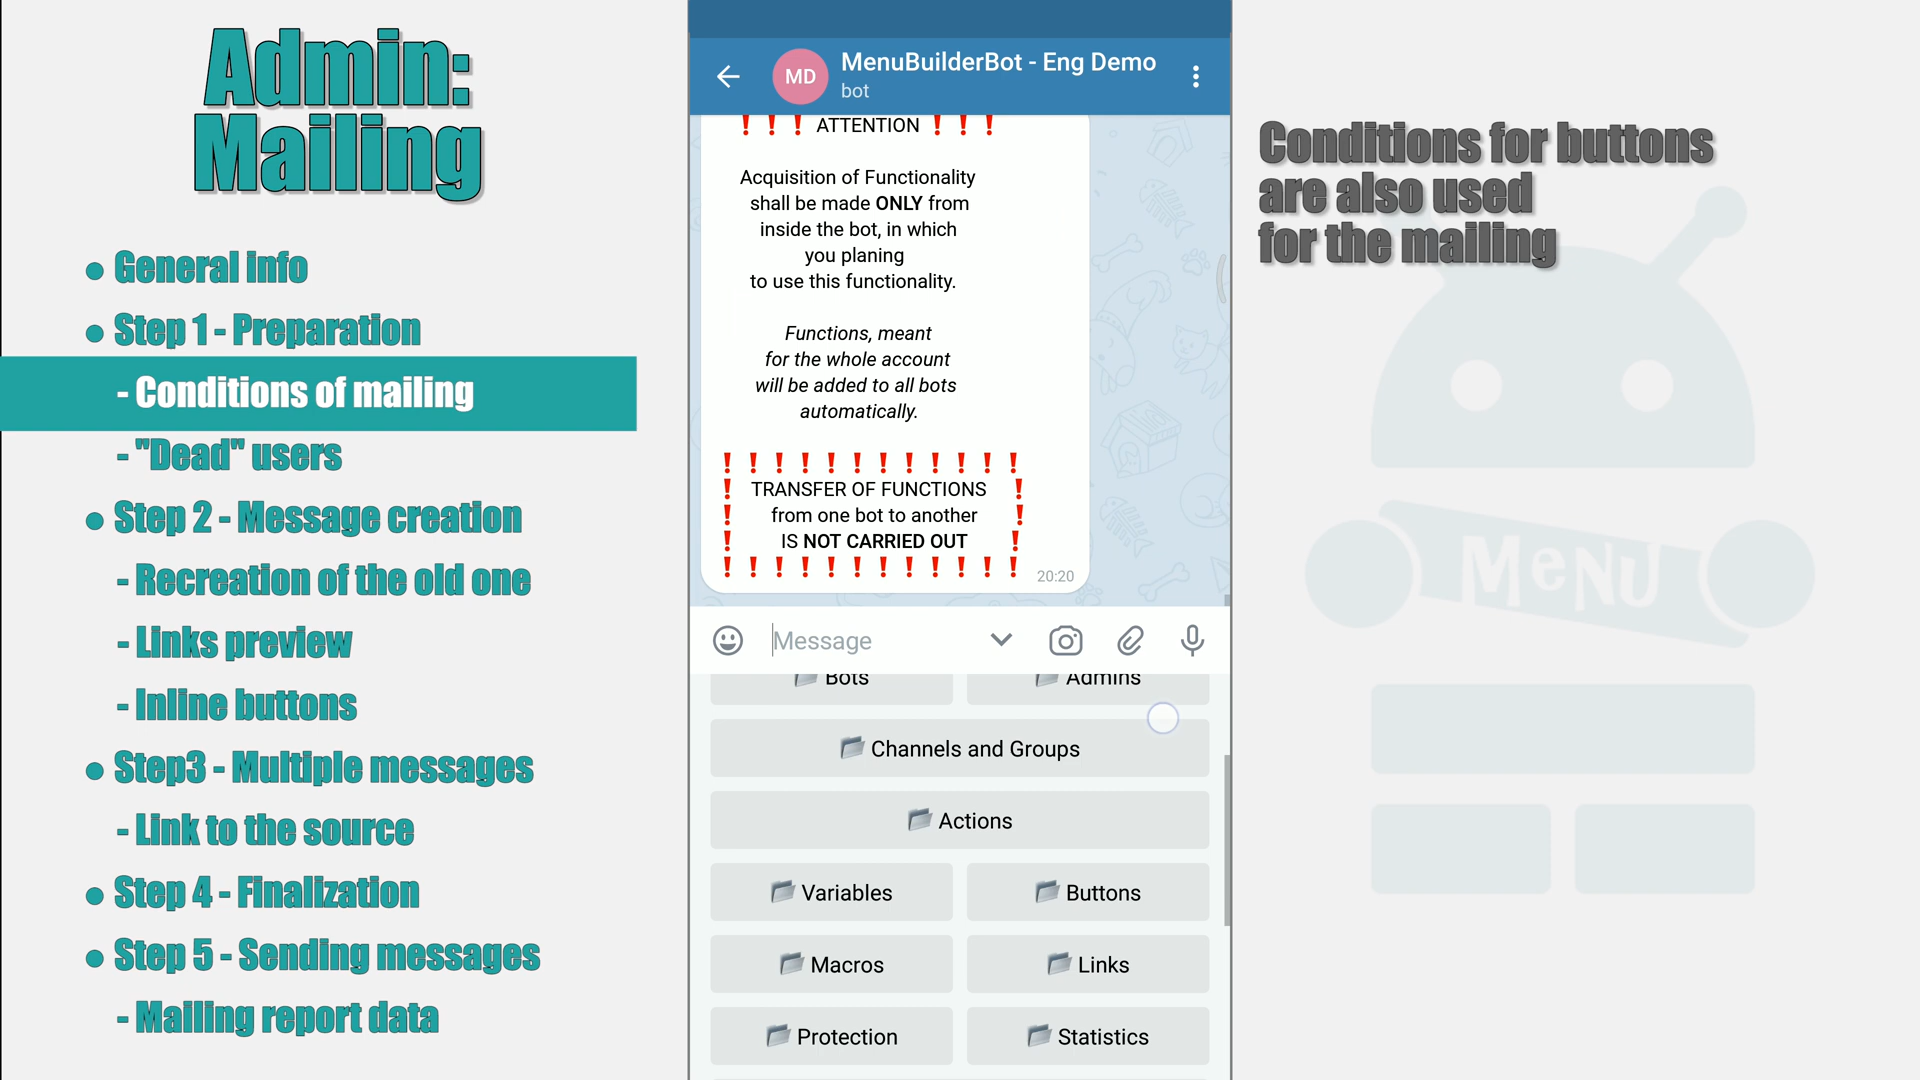 Admin:
Mailing
● General info
● Step 1 - Preparation
- Conditions of mailing
- "Dead" users
● Step 2 - Message creation
- Recreation of the old one
- Links preview
- Inline buttons
● Step3 - Multiple messages
- Link to the source
● Step 4 - Finalization
● Step 5 - Sending messages
- Mailing report data
MD
MenuBuilderBot - Eng Demo
bot
❗❗❗ ATTENTION ❗❗❗
Acquisition of Functionality
shall be made ONLY from
inside the bot, in which
you planing
to use this functionality.
Functions, meant
for the whole account
will be added to all bots
automatically.
❗❗❗❗❗❗❗❗❗❗❗❗
❗ TRANSFER OF FUNCTIONS ❗
❗ from one bot to another ❗
❗ IS NOT CARRIED OUT ❗
❗❗❗❗❗❗❗❗❗❗❗❗
20:20
Message
Bots
Admins
Channels and Groups
Actions
Variables
Buttons
Macros
Links
Protection
Statistics
Conditions for buttons
are also used
for the mailing
MeNU